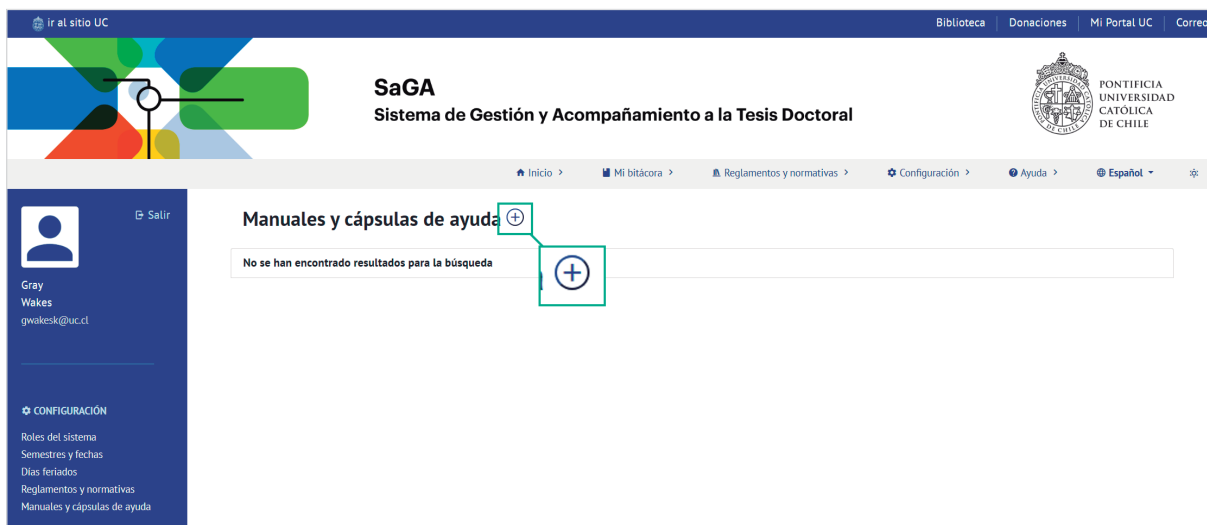 ir al sitio UC
Biblioteca
Donaciones
Mi Portal UC
Correo
SaGA
Sistema de Gestión y Acompañamiento a la Tesis Doctoral
PONTIFICIA
UNIVERSIDAD
CATÓLICA
DE CHILE
Inicio >
Mi bitácora >
Reglamentos y normativas >
Configuración >
Ayuda >
Español
Salir
Gray
Wakes
gwakesk@uc.cl
Manuales y cápsulas de ayuda
No se han encontrado resultados para la búsqueda
CONFIGURACIÓN
Roles del sistema
Semestres y fechas
Días feriados
Reglamentos y normativas
Manuales y cápsulas de ayuda